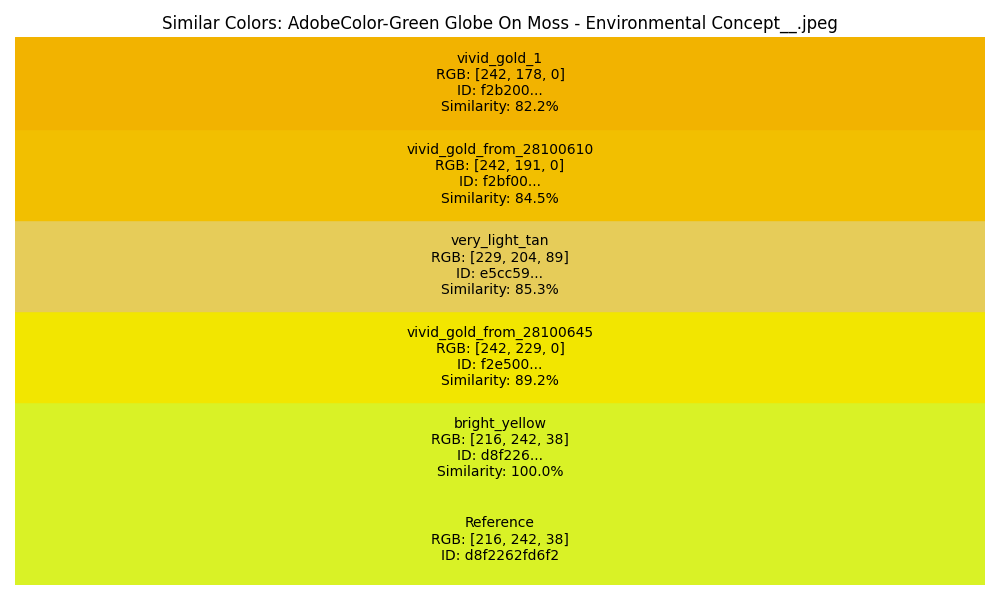 Similar Colors: AdobeColor-Green Globe On Moss - Environmental Concept__.jpeg
vivid_gold_1
RGB: [242, 178, 0]
ID: f2b200...
Similarity: 82.2%
vivid_gold_from_28100610
RGB: [242, 191, 0]
ID: f2bf00...
Similarity: 84.5%
very_light_tan
RGB: [229, 204, 89]
ID: e5cc59...
Similarity: 85.3%
vivid_gold_from_28100645
RGB: [242, 229, 0]
ID: f2e500...
Similarity: 89.2%
bright_yellow
RGB: [216, 242, 38]
ID: d8f226...
Similarity: 100.0%
Reference
RGB: [216, 242, 38]
ID: d8f2262fd6f2